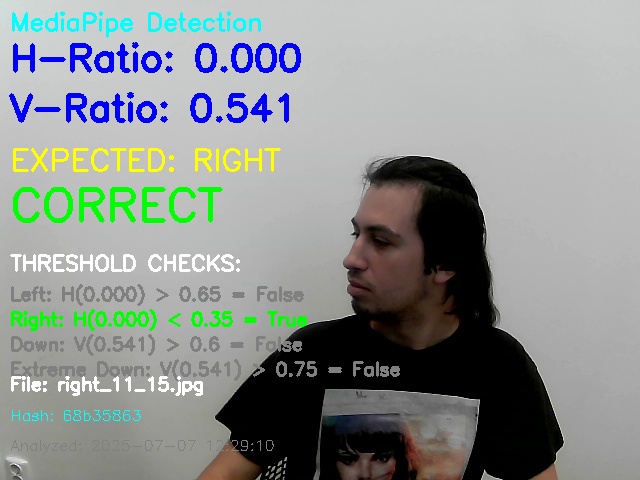 MediaPipe Detection
H-Ratio: 0.000
V-Ratio: 0.541
EXPECTED: RIGHT
CORRECT
THRESHOLD CHECKS:
Left: H(0.000) > 0.65 = False
Right: H(0.000) < 0.35 = True
Down: V(0.541) > 0.6 = False
Extreme Down: V(0.541) > 0.75 = False
File: right_11_15.jpg
Hash: 68b35863
Analyzed: 2025-07-07 12:29:10